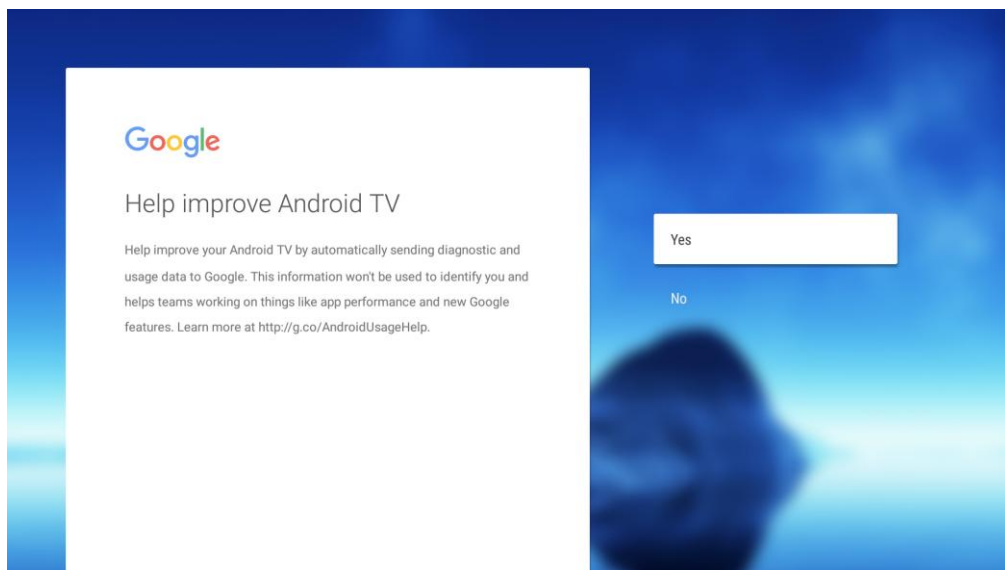 Google
Help improve Android TV
Help improve your Android TV by automatically sending diagnostic and
usage data to Google. This information won't be used to identify you and
helps teams working on things like app performance and new Google
features. Learn more at http://g.co/AndroidUsageHelp.
Yes
No